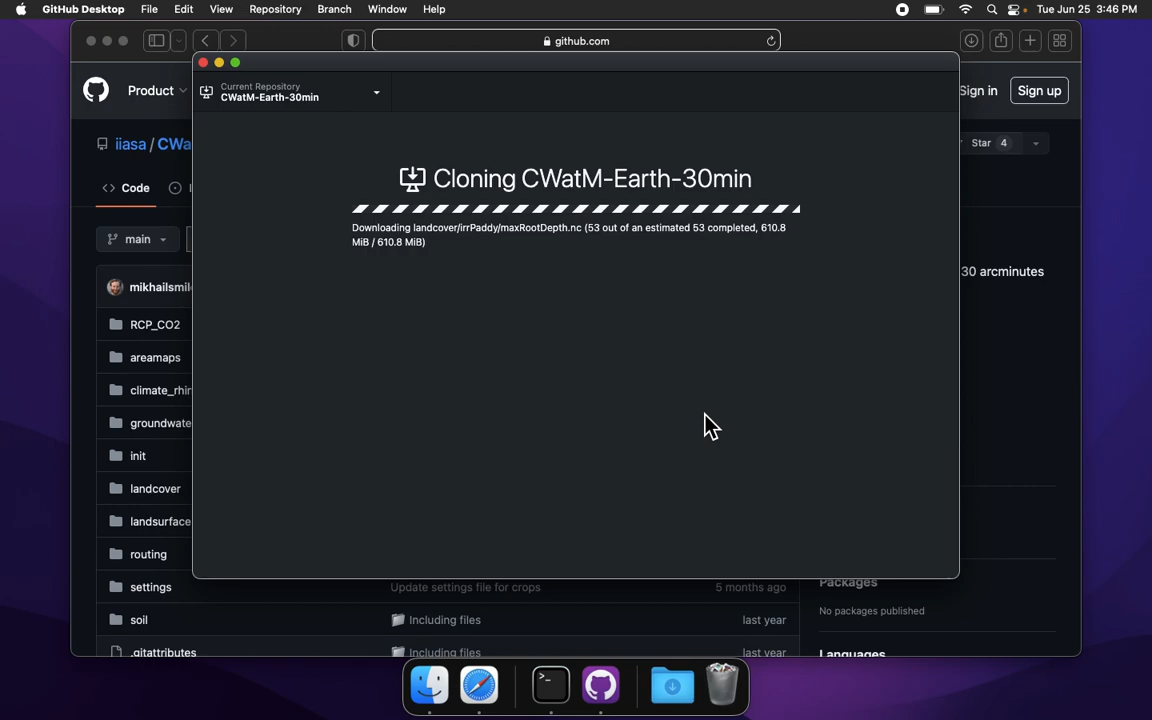 GitHub Desktop File Edit View Repository Branch Window Help Tue Jun 25 3:46 PM
github.com
Product Sign in Sign up
Current Repository
CWatM-Earth-30min
iiasa / CWa Star 4
Code
Cloning CWatM-Earth-30min
Downloading landcover/irrPaddy/maxRootDepth.nc (53 out of an estimated 53 completed, 610.8
MiB / 610.8 MiB)
main
30 arcminutes
mikhailsmil
RCP_CO2
areamaps
climate_rhin
groundwate
init
landcover
landsurface
routing
settings Update settings file for crops 5 months ago
Packages
No packages published
soil Including files last year
.gitattributes Including files last year
Languages